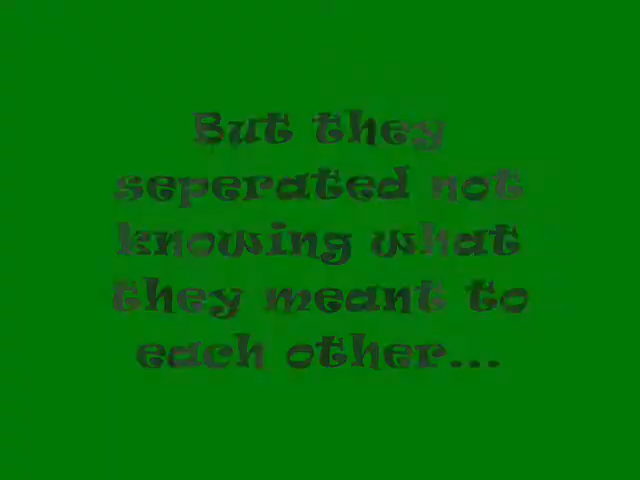 But they
seperated not
knowing what
they meant to
each other...